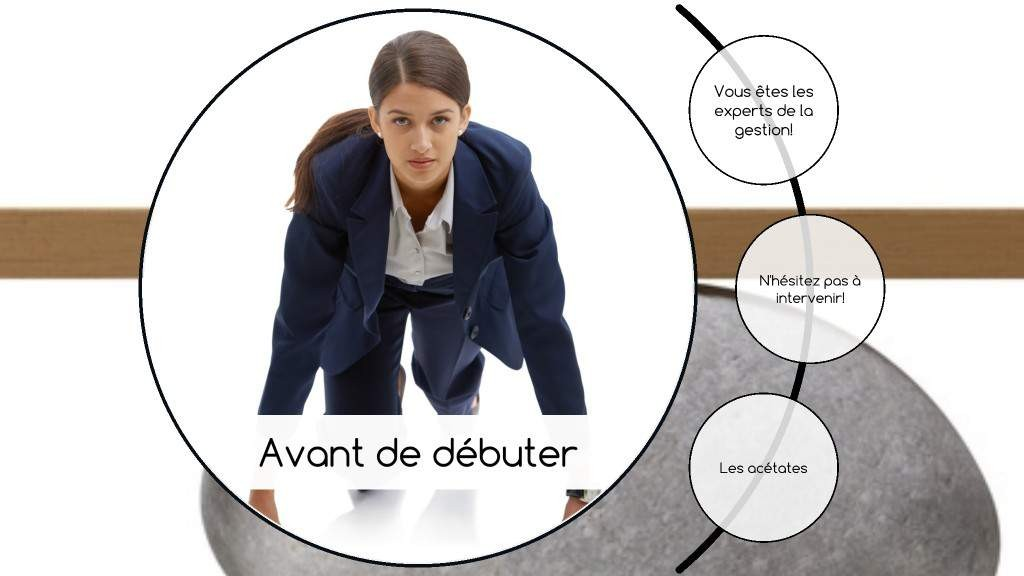 Avant de débuter
Vous êtes les
experts de la
gestion!
N'hésitez pas à
intervenir!
Les acétates